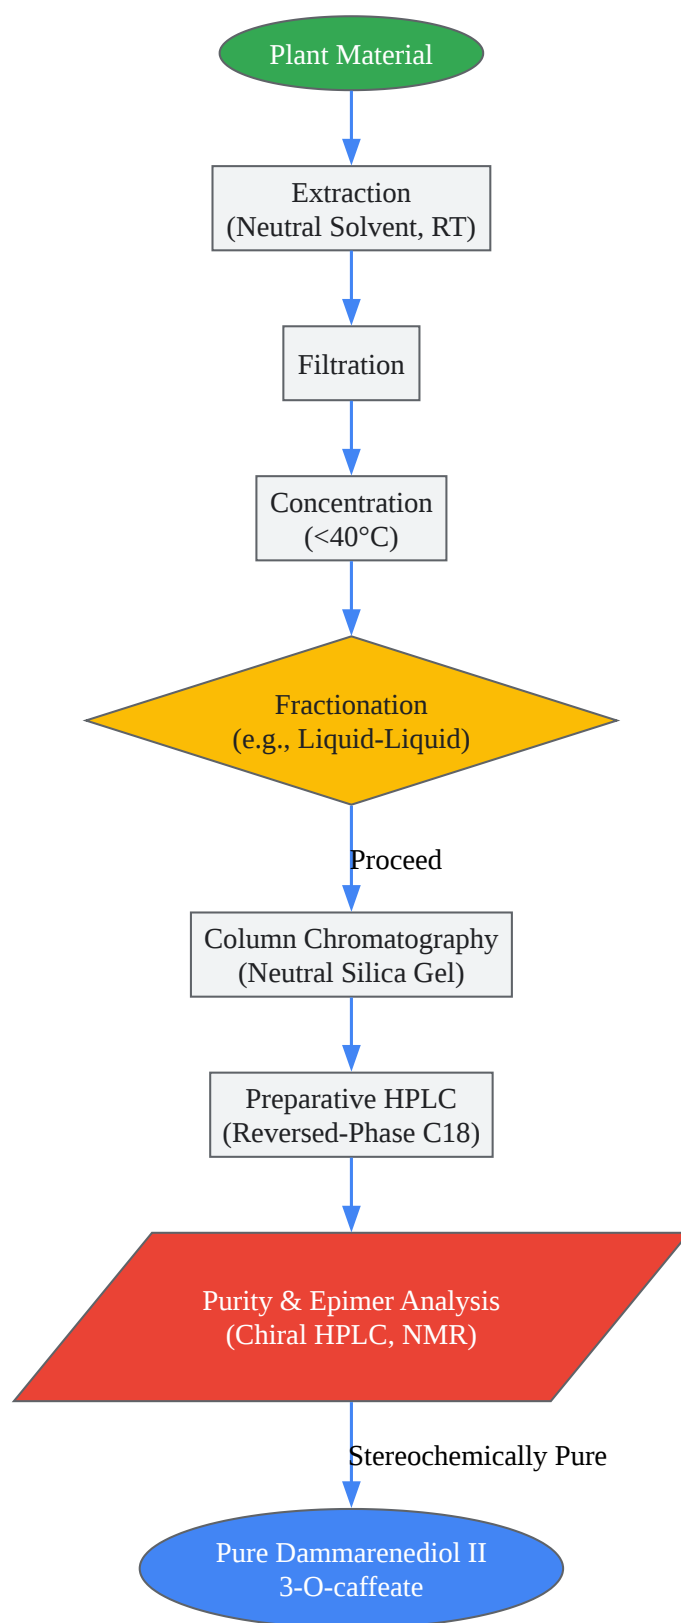 Plant Material
Extraction
(Neutral Solvent, RT)
Filtration
Concentration
(<40°C)
Fractionation
(e.g., Liquid-Liquid)
Proceed
Column Chromatography
(Neutral Silica Gel)
Preparative HPLC
(Reversed-Phase C18)
Purity & Epimer Analysis
(Chiral HPLC, NMR)
Stereochemically Pure
Pure Dammarenediol II
3-O-caffeate